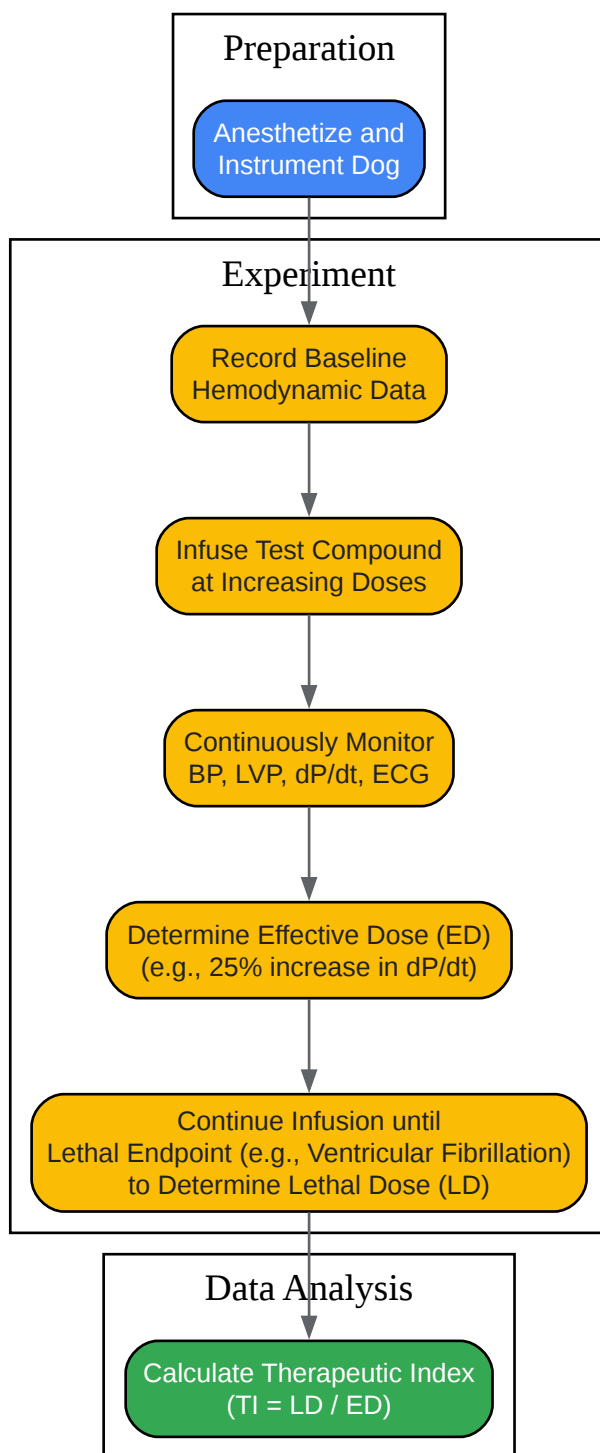 Preparation
Anesthetize and
Instrument Dog
Experiment
Record Baseline
Hemodynamic Data
Infuse Test Compound
at Increasing Doses
Continuously Monitor
BP, LVP, dP/dt, ECG
Determine Effective Dose (ED)
(e.g., 25% increase in dP/dt)
Continue Infusion until
Lethal Endpoint (e.g., Ventricular Fibrillation)
to Determine Lethal Dose (LD)
Data Analysis
Calculate Therapeutic Index
(TI = LD / ED)